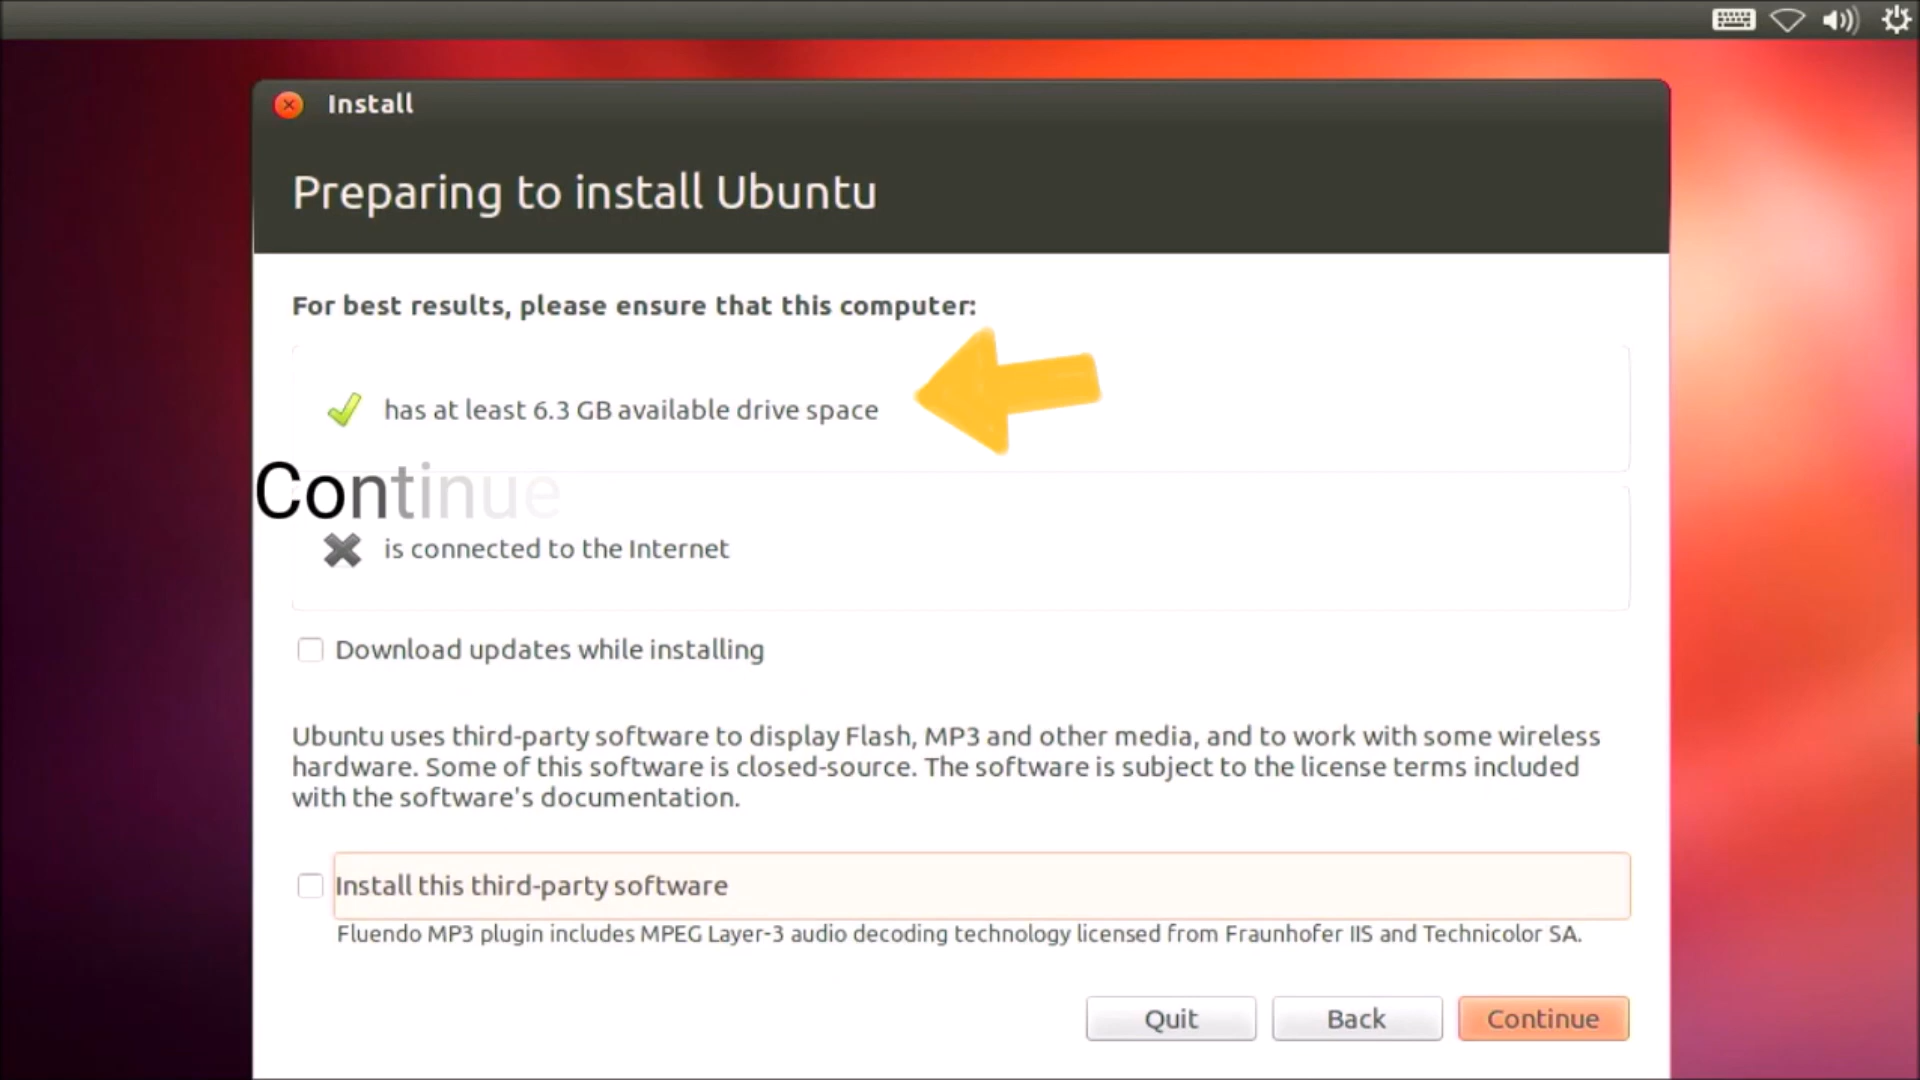 Install
Preparing to install Ubuntu
For best results, please ensure that this computer:
has at least 6.3 GB available drive space
Continue
is connected to the Internet
Download updates while installing
Ubuntu uses third-party software to display Flash, MP3 and other media, and to work with some wireless
hardware. Some of this software is closed-source. The software is subject to the license terms included
with the software's documentation.
Install this third-party software
Fluendo MP3 plugin includes MPEG Layer-3 audio decoding technology licensed from Fraunhofer IIS and Technicolor SA.
Quit Back Continue